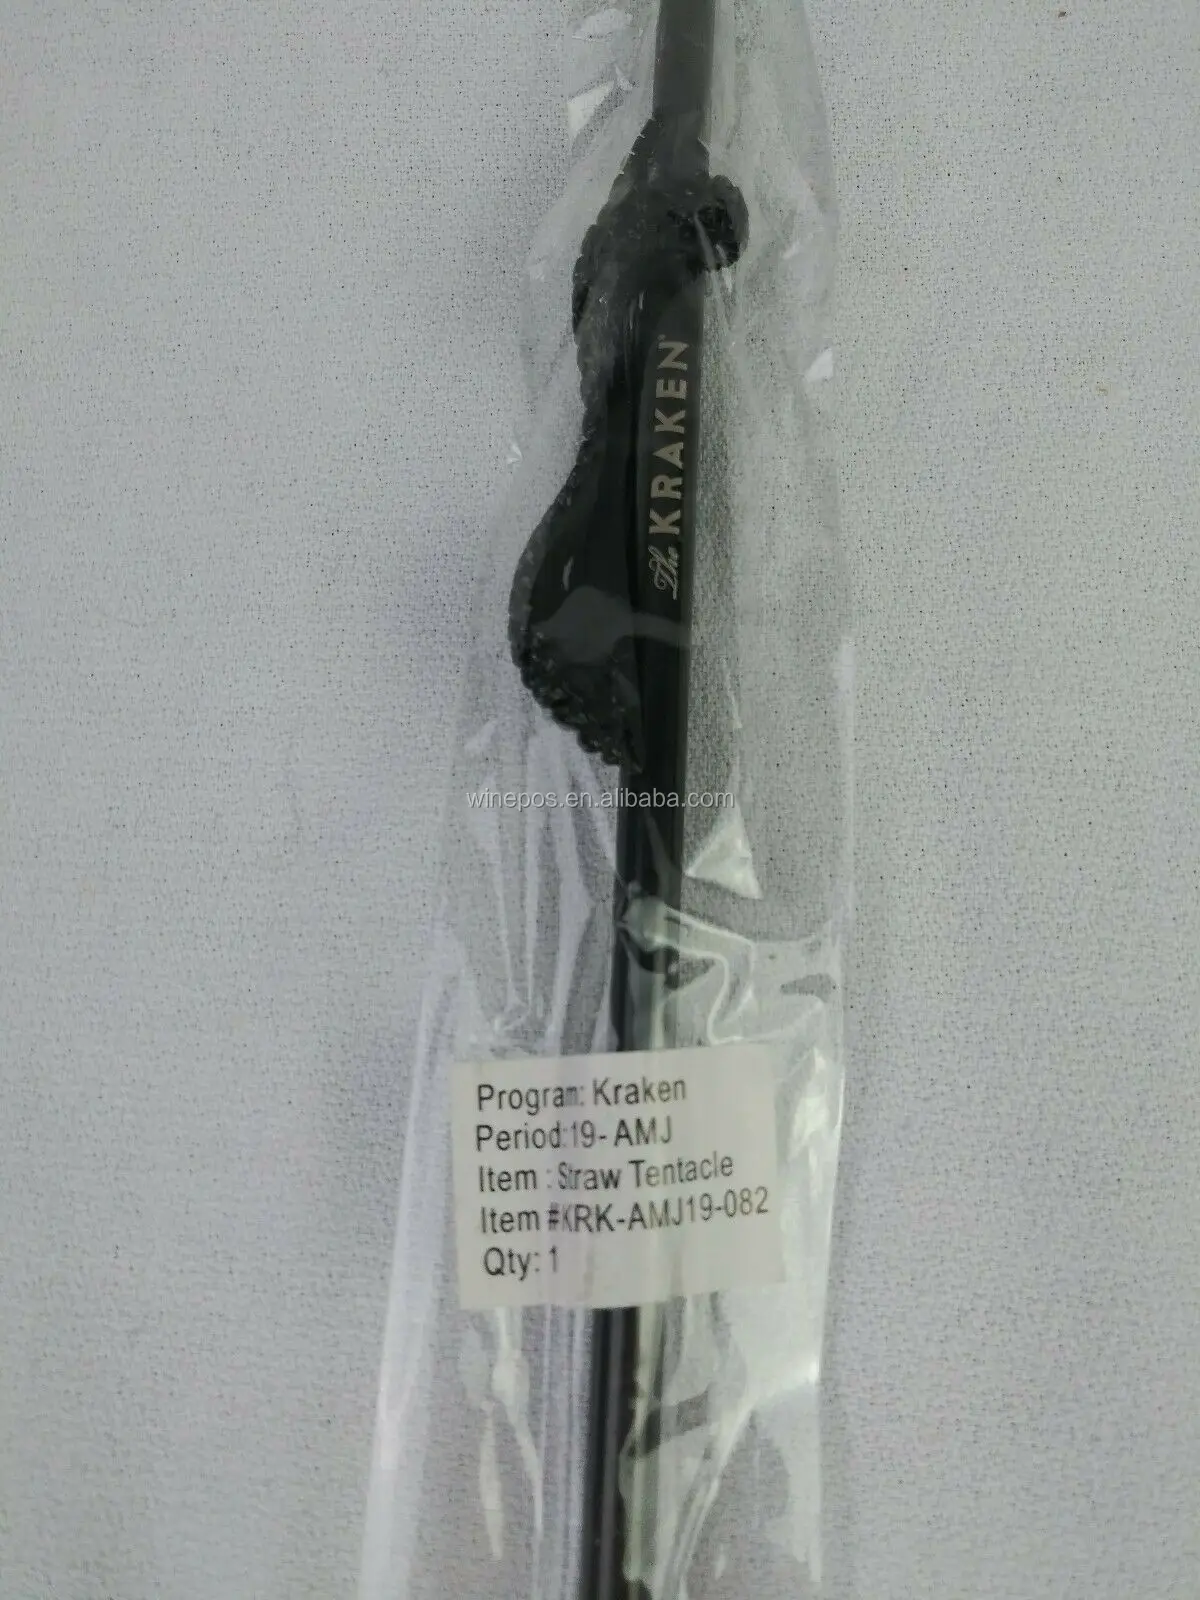 The KRAKEN®
winepos.en.alibaba.com
Program: Kraken
Period:19-AMJ
Item : Straw Tentacle
Item #KRK-AMJ19-082
Qty: 1